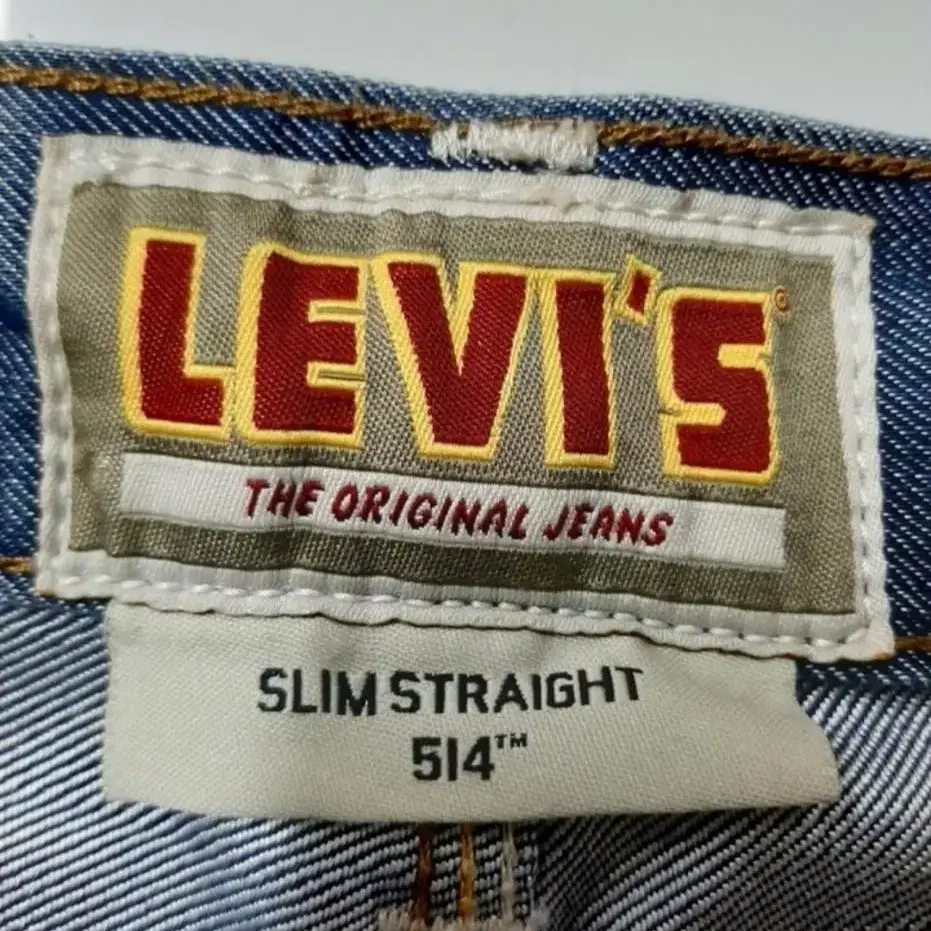 LEVI'S®
THE ORIGINAL JEANS
SLIM STRAIGHT
514™